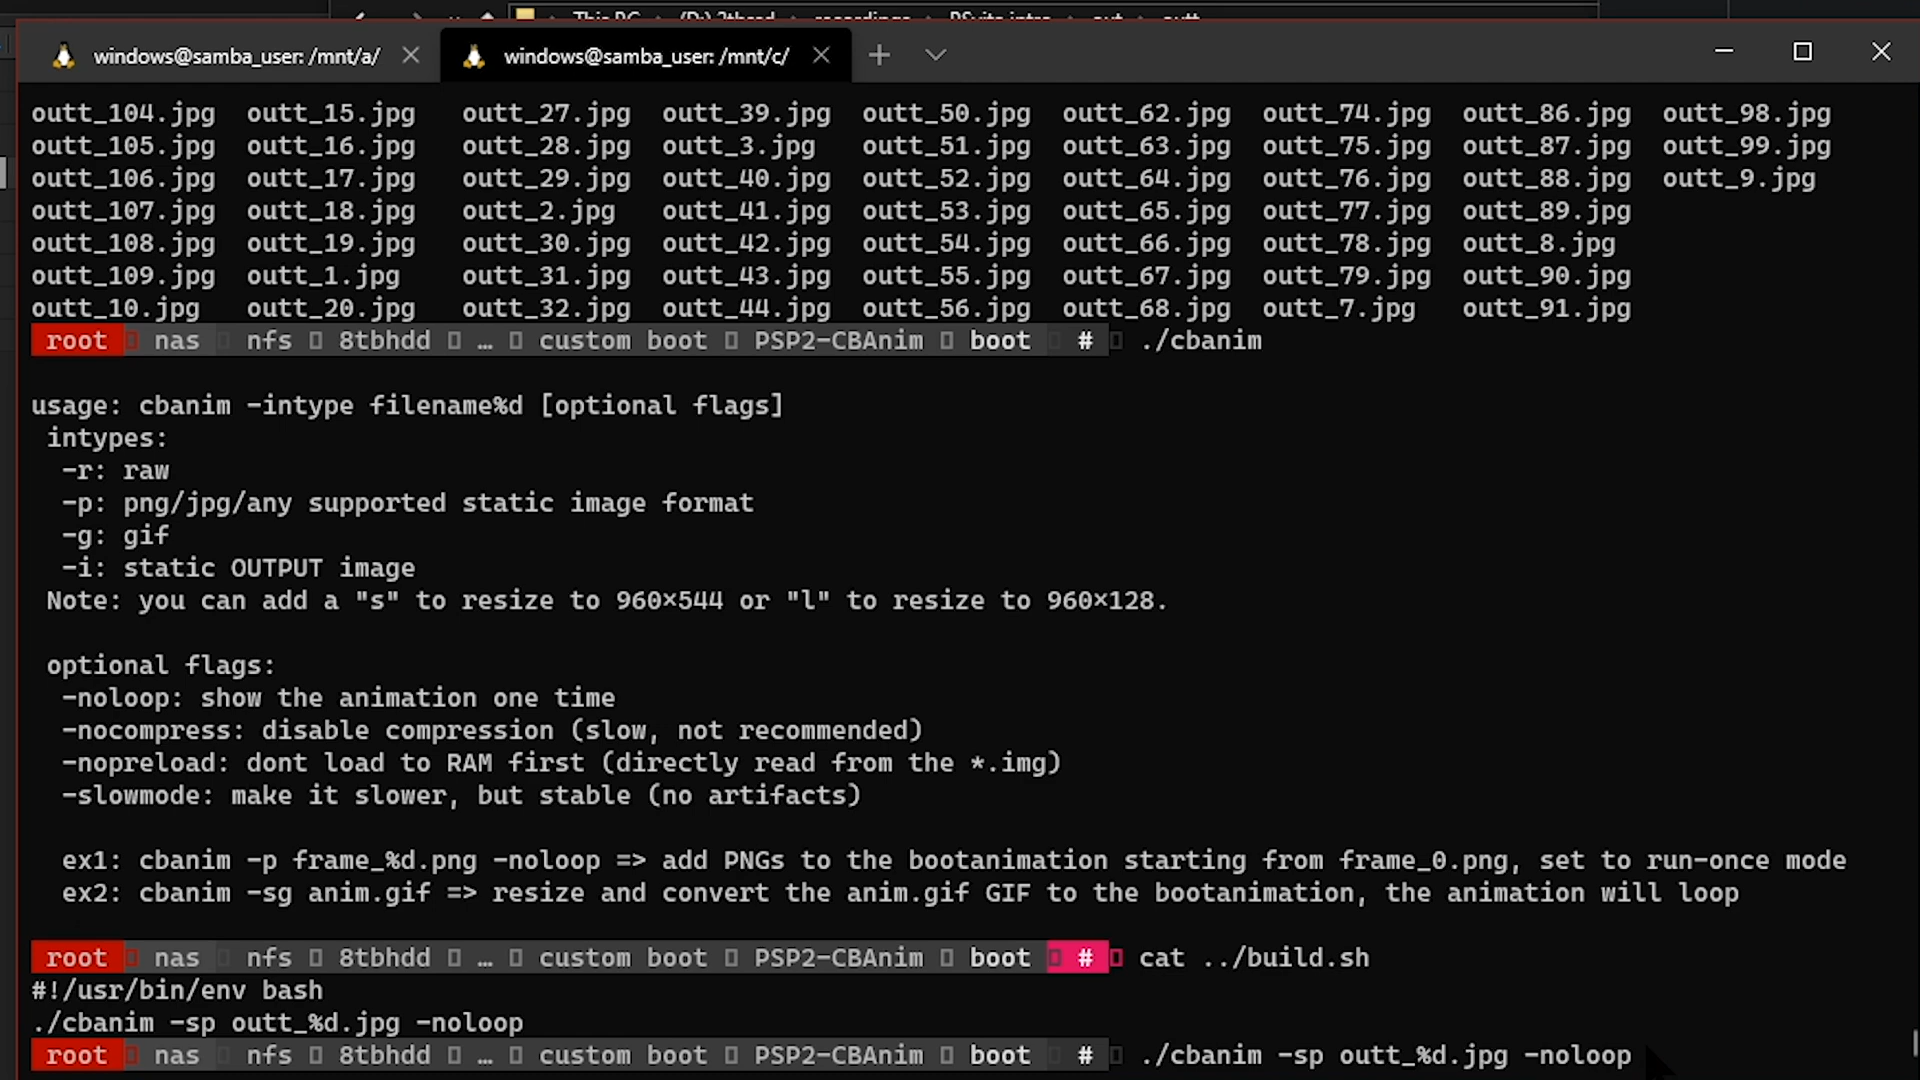 This PC (D:) 2tbssd recordings PSvita intro out outt
windows@samba_user: /mnt/a/ windows@samba_user: /mnt/c/
outt_104.jpg outt_15.jpg outt_27.jpg outt_39.jpg outt_50.jpg outt_62.jpg outt_74.jpg outt_86.jpg outt_98.jpg
outt_105.jpg outt_16.jpg outt_28.jpg outt_3.jpg outt_51.jpg outt_63.jpg outt_75.jpg outt_87.jpg outt_99.jpg
outt_106.jpg outt_17.jpg outt_29.jpg outt_40.jpg outt_52.jpg outt_64.jpg outt_76.jpg outt_88.jpg outt_9.jpg
outt_107.jpg outt_18.jpg outt_2.jpg outt_41.jpg outt_53.jpg outt_65.jpg outt_77.jpg outt_89.jpg
outt_108.jpg outt_19.jpg outt_30.jpg outt_42.jpg outt_54.jpg outt_66.jpg outt_78.jpg outt_8.jpg
outt_109.jpg outt_1.jpg outt_31.jpg outt_43.jpg outt_55.jpg outt_67.jpg outt_79.jpg outt_90.jpg
outt_10.jpg outt_20.jpg outt_32.jpg outt_44.jpg outt_56.jpg outt_68.jpg outt_7.jpg outt_91.jpg
root nas nfs 8tbhdd … custom boot PSP2-CBAnim boot # ./cbanim
usage: cbanim -intype filename%d [optional flags]
intypes:
-r: raw
-p: png/jpg/any supported static image format
-g: gif
-i: static OUTPUT image
Note: you can add a "s" to resize to 960×544 or "l" to resize to 960×128.
optional flags:
-noloop: show the animation one time
-nocompress: disable compression (slow, not recommended)
-nopreload: dont load to RAM first (directly read from the *.img)
-slowmode: make it slower, but stable (no artifacts)
ex1: cbanim -p frame_%d.png -noloop => add PNGs to the bootanimation starting from frame_0.png, set to run-once mode
ex2: cbanim -sg anim.gif => resize and convert the anim.gif GIF to the bootanimation, the animation will loop
root nas nfs 8tbhdd … custom boot PSP2-CBAnim boot # cat ../build.sh
#!/usr/bin/env bash
./cbanim -sp outt_%d.jpg -noloop
root nas nfs 8tbhdd … custom boot PSP2-CBAnim boot # ./cbanim -sp outt_%d.jpg -noloop